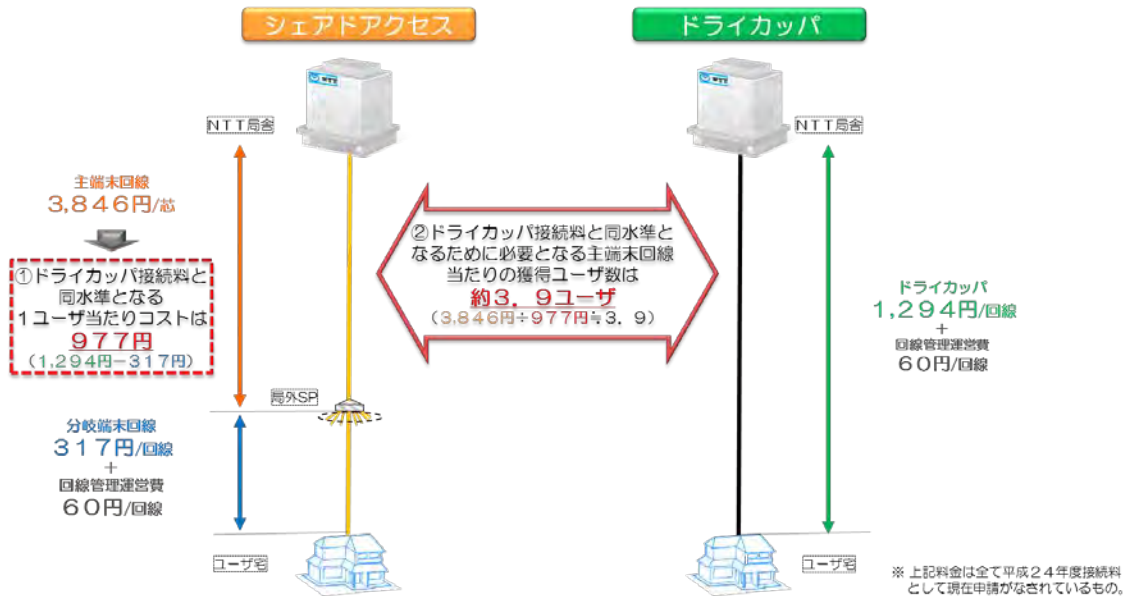 シェアドアクセス
ドライカッパ
NTT
NTT
NTT局舎
NTT局舎
主端末回線
3,846円/芯
①ドライカッパ接続料と
同水準となる
1ユーザ当たりコストは
977円
(1,294円−317円)
②ドライカッパ接続料と同水準と
なるために必要となる主端末回線
当たりの獲得ユーザ数は
約3.9ユーザ
(3,846円÷977円≒3.9)
ドライカッパ
1,294円/回線
+
回線管理運営費
60円/回線
局外SP
分岐端末回線
317円/回線
+
回線管理運営費
60円/回線
ユーザ宅
ユーザ宅
※ 上記料金は全て平成24年度接続料
として現在申請がなされているもの。